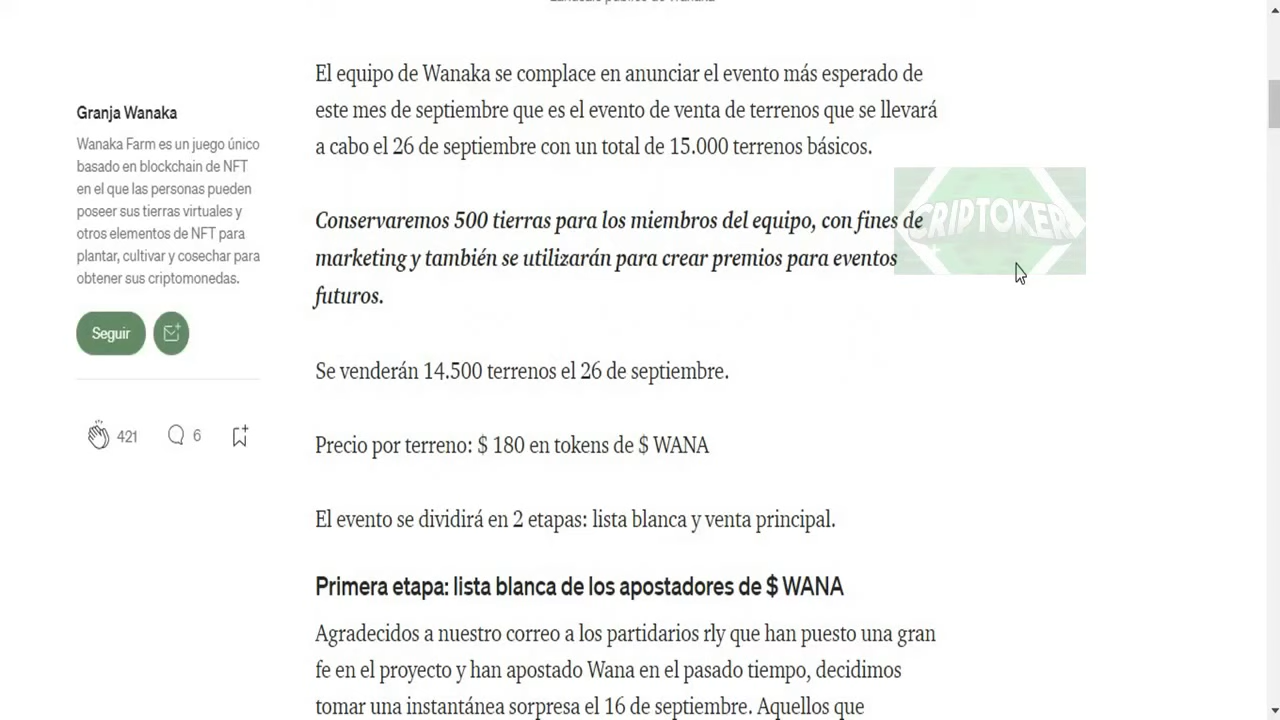 El equipo de Wanaka se complace en anunciar el evento más esperado de
este mes de septiembre que es el evento de venta de terrenos que se llevará
a cabo el 26 de septiembre con un total de 15.000 terrenos básicos.
Granja Wanaka
Wanaka Farm es un juego único
basado en blockchain de NFT
en el que las personas pueden
poseer sus tierras virtuales y
otros elementos de NFT para
plantar, cultivar y cosechar para
obtener sus criptomonedas.
Seguir
421
6
CRIPTOKER
Conservaremos 500 tierras para los miembros del equipo, con fines de
marketing y también se utilizarán para crear premios para eventos
futuros.
Se venderán 14.500 terrenos el 26 de septiembre.
Precio por terreno: $ 180 en tokens de $ WANA
El evento se dividirá en 2 etapas: lista blanca y venta principal.
Primera etapa: lista blanca de los apostadores de $ WANA
Agradecidos a nuestro correo a los partidarios rly que han puesto una gran
fe en el proyecto y han apostado Wana en el pasado tiempo, decidimos
tomar una instantánea sorpresa el 16 de septiembre. Aquellos que